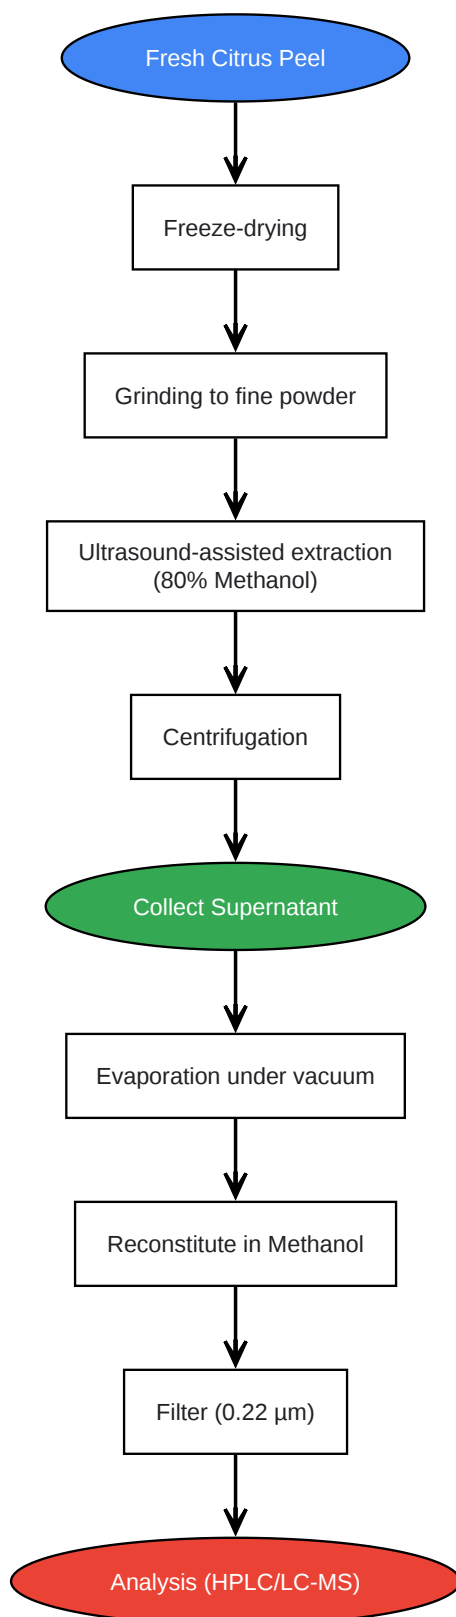 Fresh Citrus Peel
Freeze-drying
Grinding to fine powder
Ultrasound-assisted extraction
(80% Methanol)
Centrifugation
Collect Supernatant
Evaporation under vacuum
Reconstitute in Methanol
Filter (0.22 µm)
Analysis (HPLC/LC-MS)